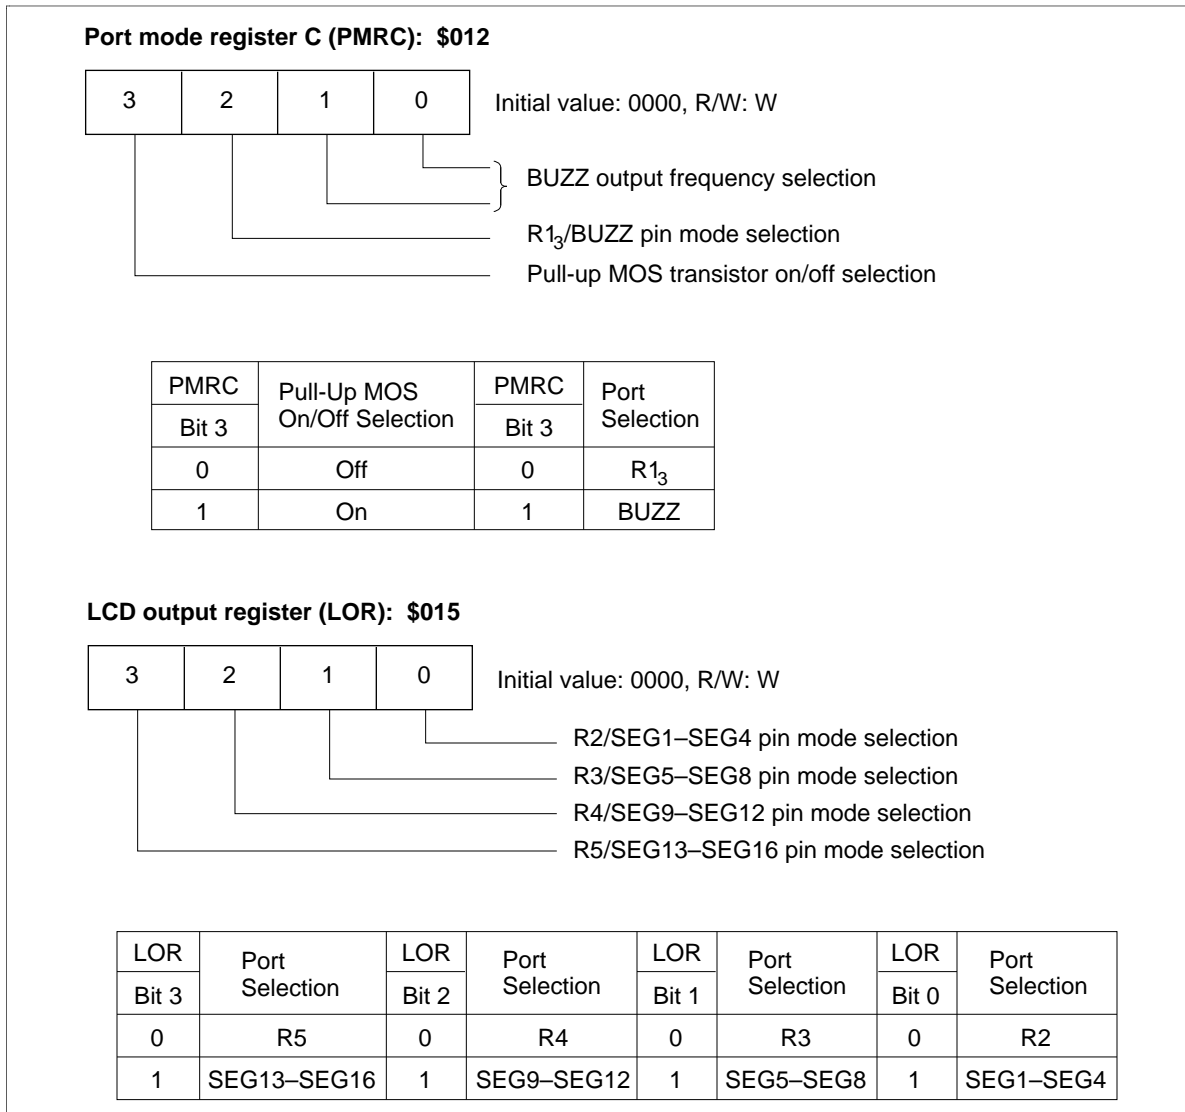 Port mode register C (PMRC): $012
3 2 1 0 Initial value: 0000, R/W: W
BUZZ output frequency selection
R1₃/BUZZ pin mode selection
Pull-up MOS transistor on/off selection
PMRC Pull-Up MOS On/Off Selection PMRC Port Selection
Bit 3 Bit 3
0 Off 0 R1₃
1 On 1 BUZZ
LCD output register (LOR): $015
3 2 1 0 Initial value: 0000, R/W: W
R2/SEG1–SEG4 pin mode selection
R3/SEG5–SEG8 pin mode selection
R4/SEG9–SEG12 pin mode selection
R5/SEG13–SEG16 pin mode selection
LOR Port Selection LOR Port Selection LOR Port Selection LOR Port Selection
Bit 3 Bit 2 Bit 1 Bit 0
0 R5 0 R4 0 R3 0 R2
1 SEG13–SEG16 1 SEG9–SEG12 1 SEG5–SEG8 1 SEG1–SEG4